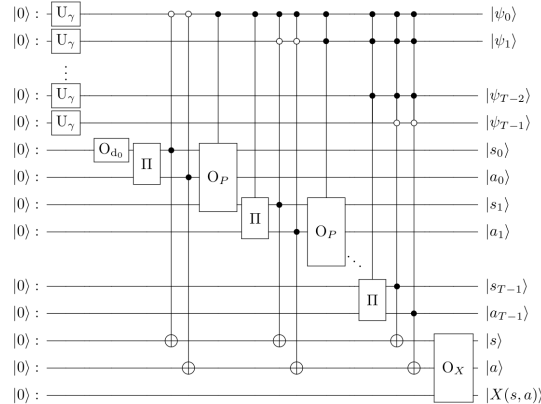 |0⟩ : U_γ |ψ_0⟩
|0⟩ : U_γ |ψ_1⟩
⋮
|0⟩ : U_γ |ψ_{T−2}⟩
|0⟩ : U_γ |ψ_{T−1}⟩
|0⟩ : O_{d_0} |s_0⟩
Π O_P
|0⟩ : |a_0⟩
|0⟩ : |s_1⟩
Π O_P
|0⟩ : |a_1⟩
⋱
|0⟩ : |s_{T−1}⟩
Π
|0⟩ : |a_{T−1}⟩
|0⟩ : |s⟩
|0⟩ : O_X |a⟩
|0⟩ : |X(s, a)⟩